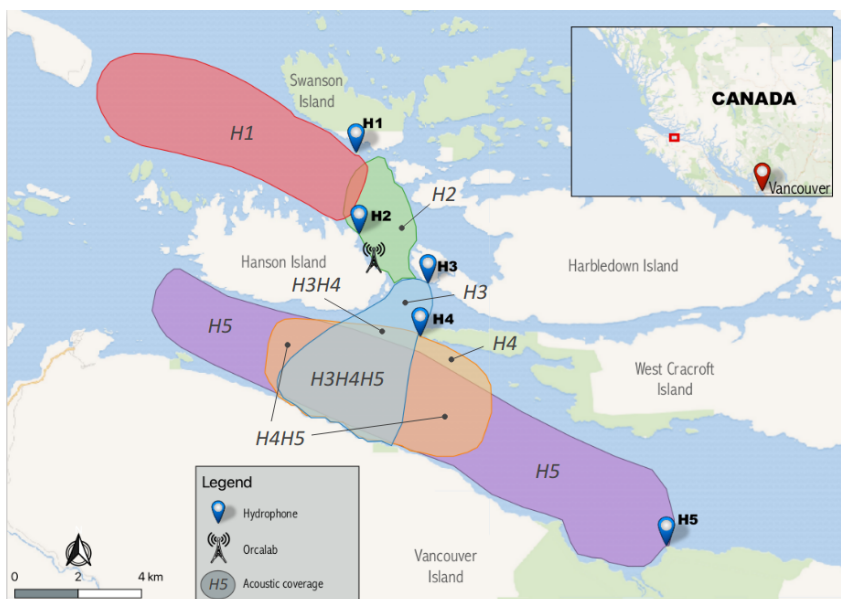 Swanson
Island
H1
H1
CANADA
Vancouver
H2
H2
Hanson Island
H3
Harbledown Island
H3H4
H3
H5
H4
H4
West Cracroft
Island
H3H4H5
H4H5
H5
H5
Vancouver
Island
Legend
Hydrophone
Orcalab
H5 Acoustic coverage
0 2 4 km